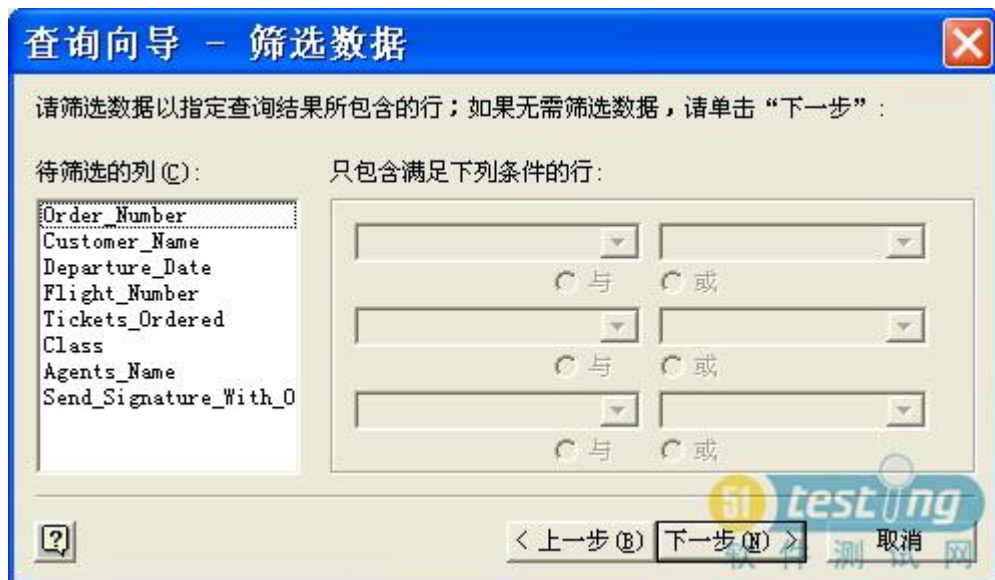 查询向导 - 筛选数据
请筛选数据以指定查询结果所包含的行；如果无需筛选数据，请单击“下一步”：
待筛选的列(C):
只包含满足下列条件的行:
Order_Number
Customer_Name
Departure_Date
Flight_Number
Tickets_Ordered
Class
Agents_Name
Send_Signature_With_O
与 或
与 或
与 或
51 testing
软件测试网
< 上一步(B) 下一步(N) > 取消